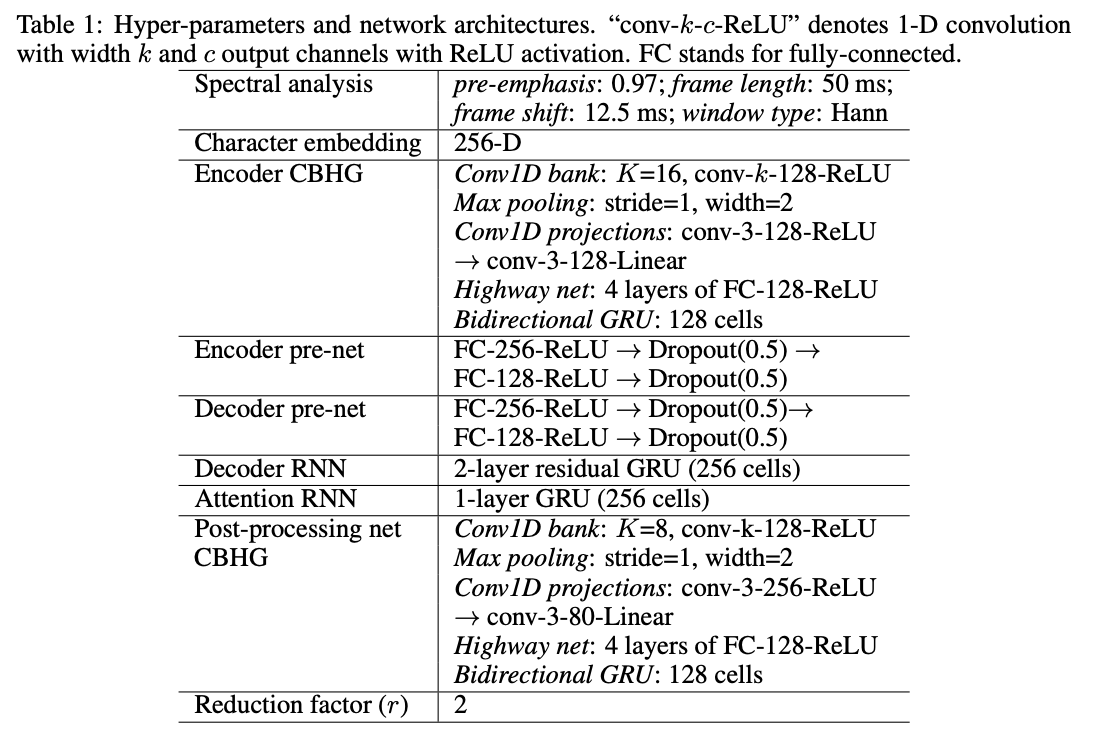 Table 1: Hyper-parameters and network architectures. “conv-k-c-ReLU” denotes 1-D convolution
with width k and c output channels with ReLU activation. FC stands for fully-connected.
Spectral analysis pre-emphasis: 0.97; frame length: 50 ms;
frame shift: 12.5 ms; window type: Hann
Character embedding 256-D
Encoder CBHG Conv1D bank: K=16, conv-k-128-ReLU
Max pooling: stride=1, width=2
Conv1D projections: conv-3-128-ReLU
→ conv-3-128-Linear
Highway net: 4 layers of FC-128-ReLU
Bidirectional GRU: 128 cells
Encoder pre-net FC-256-ReLU → Dropout(0.5) →
FC-128-ReLU → Dropout(0.5)
Decoder pre-net FC-256-ReLU → Dropout(0.5)→
FC-128-ReLU → Dropout(0.5)
Decoder RNN 2-layer residual GRU (256 cells)
Attention RNN 1-layer GRU (256 cells)
Post-processing net Conv1D bank: K=8, conv-k-128-ReLU
CBHG Max pooling: stride=1, width=2
Conv1D projections: conv-3-256-ReLU
→ conv-3-80-Linear
Highway net: 4 layers of FC-128-ReLU
Bidirectional GRU: 128 cells
Reduction factor (r) 2